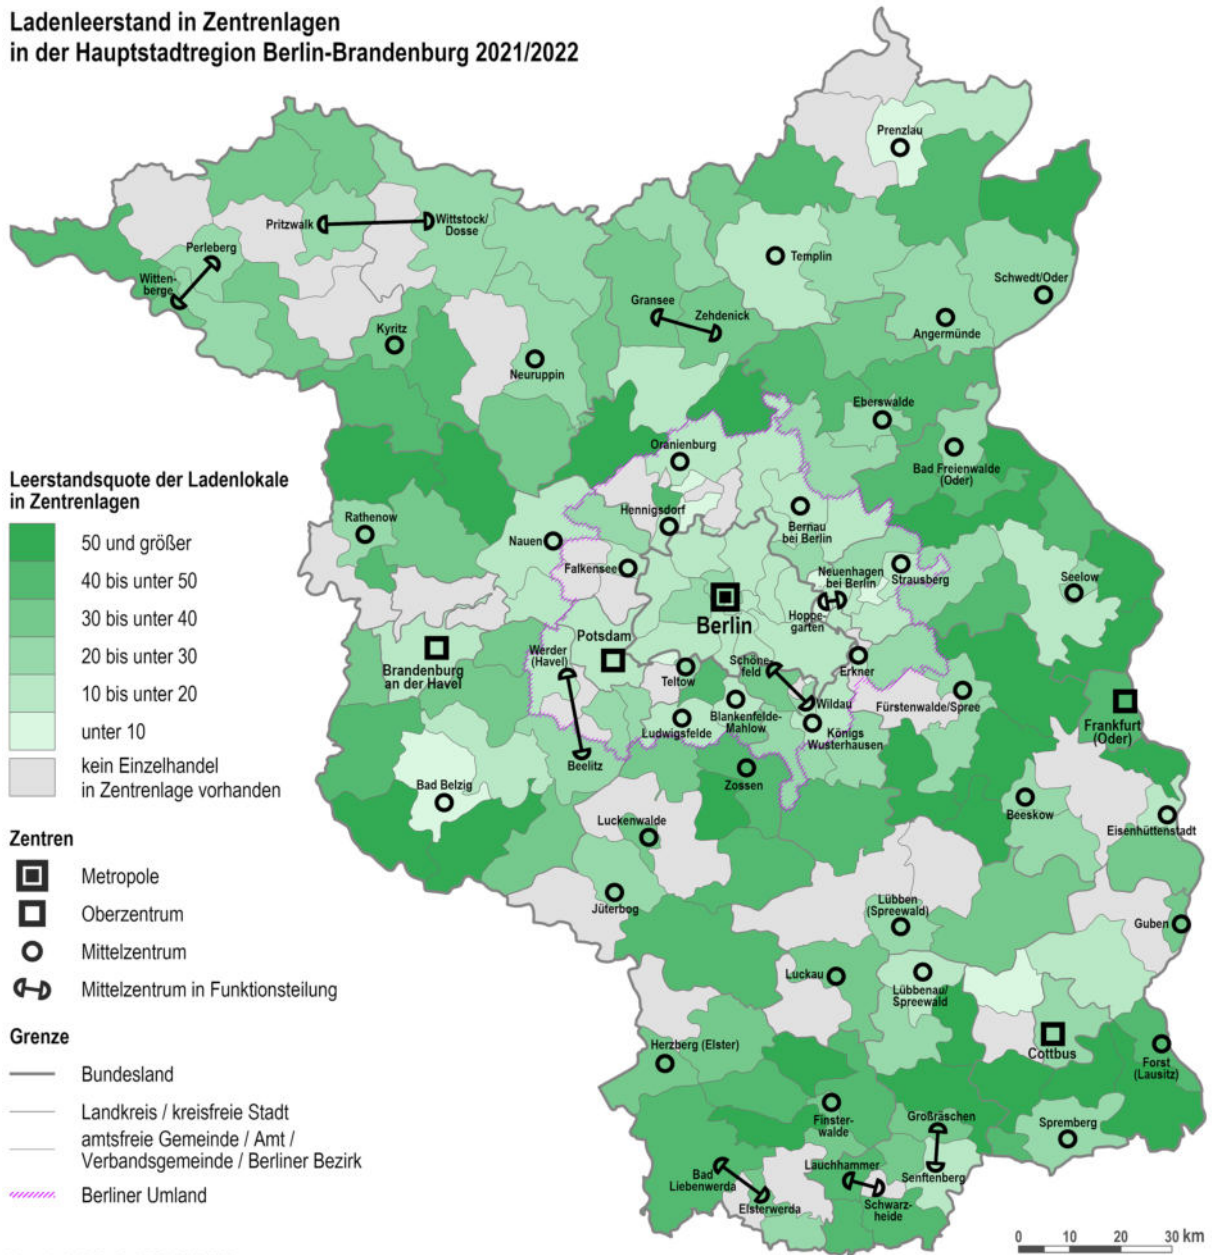 Ladenleerstand in Zentrenlagen
in der Hauptstadtregion Berlin-Brandenburg 2021/2022
Prenzlau
Pritzwalk
Wittstock/
Dosse
Perleberg
Witten-
berge
Templin
Schwedt/Oder
Gransee
Zehdenick
Angermünde
Kyritz
Neuruppin
Eberswalde
Oranienburg
Bad Freienwalde
(Oder)
Leerstandsquote der Ladenlokale
in Zentrenlagen
50 und größer
40 bis unter 50
30 bis unter 40
20 bis unter 30
10 bis unter 20
unter 10
kein Einzelhandel
in Zentrenlage vorhanden
Rathenow
Hennigsdorf
Bernau
bei Berlin
Nauen
Falkensee
Neuenhagen
bei Berlin
Strausberg
Seelow
Hoppe-
garten
Berlin
Potsdam
Werder
(Havel)
Brandenburg
an der Havel
Teltow
Schöne-
feld
Erkner
Wildau
Fürstenwalde/Spree
Frankfurt
(Oder)
Ludwigsfelde
Blankenfelde-
Mahlow
Königs
Wusterhausen
Beelitz
Zossen
Bad Belzig
Luckenwalde
Beeskow
Eisenhüttenstadt
Jüterbog
Lübben
(Spreewald)
Guben
Luckau
Lübbenau/
Spreewald
Zentren
Metropole
Oberzentrum
Mittelzentrum
Mittelzentrum in Funktionsteilung
Grenze
Bundesland
Landkreis / kreisfreie Stadt
amtsfreie Gemeinde / Amt /
Verbandsgemeinde / Berliner Bezirk
Berliner Umland
Herzberg (Elster)
Cottbus
Forst
(Lausitz)
Finster-
walde
Großräschen
Spremberg
Bad
Liebenwerda
Lauchhammer
Senftenberg
Elsterwerda
Schwarz-
heide
0 10 20 30 km